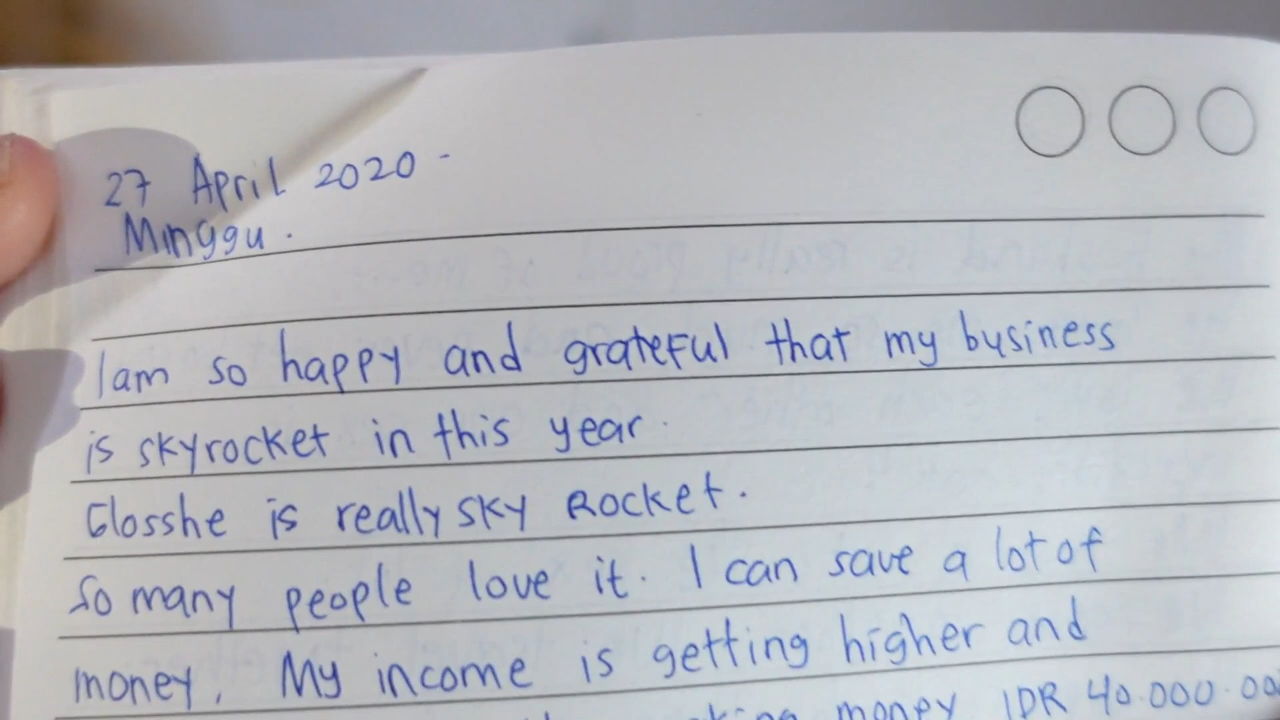 27 April 2020 -
Minggu.
I am so happy and grateful that my business
is skyrocket in this year.
Glosshe is really SKY ROCKET.
So many people love it. I can save a lot of
money. My income is getting higher and
money IDR 40.000.00